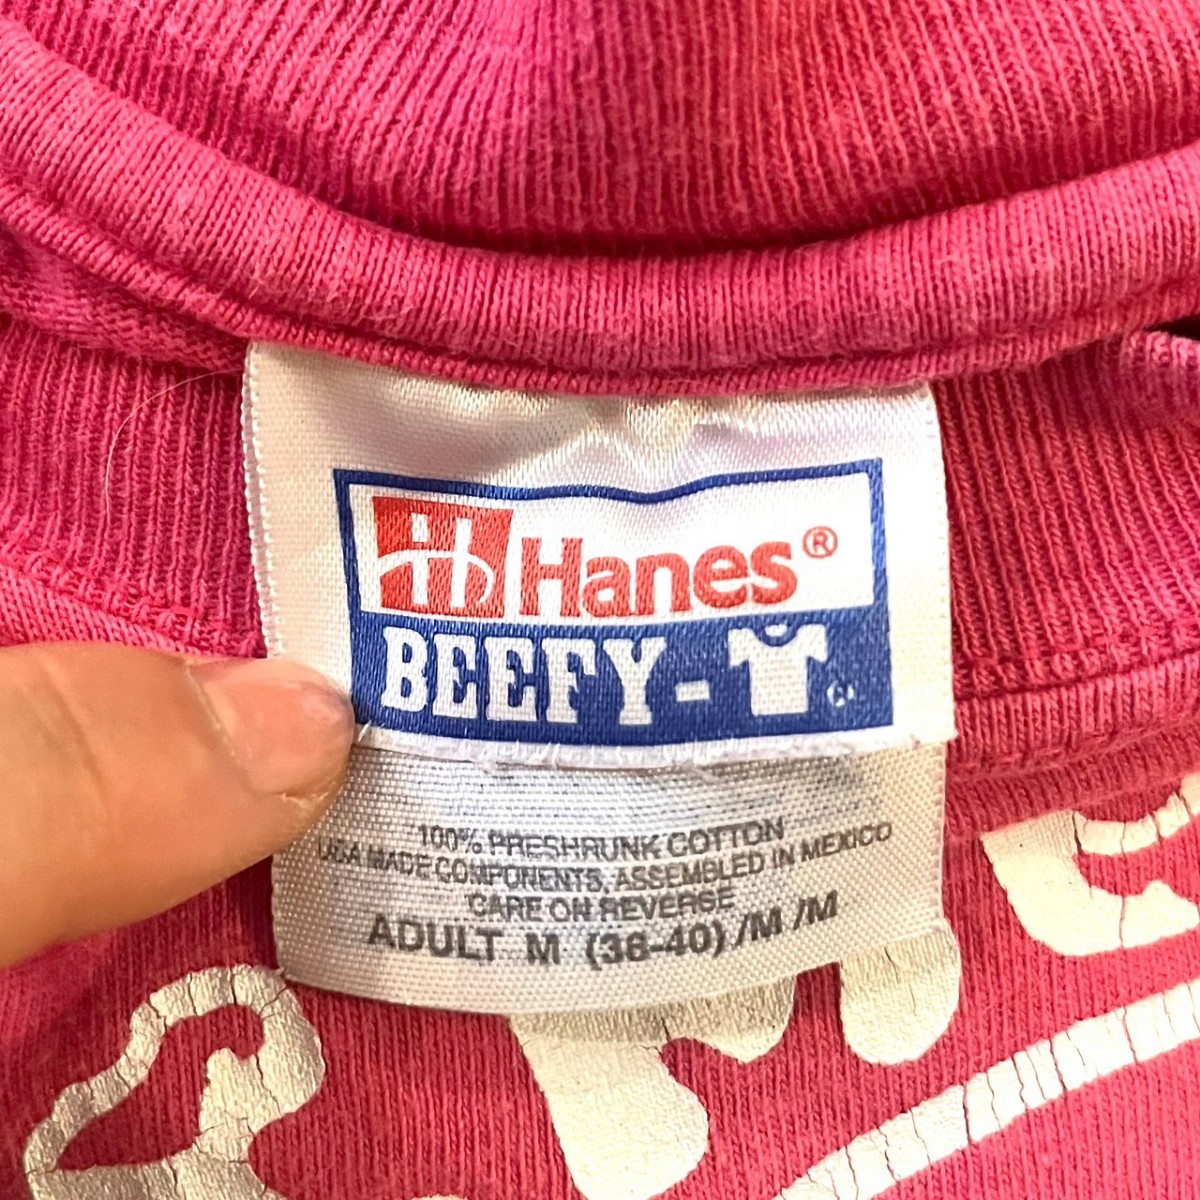 Hanes®
BEEFY-
100% PRESHRUNK COTTON
USA MADE COMPONENTS, ASSEMBLED IN MEXICO
CARE ON REVERSE
ADULT M (38-40) /M /M